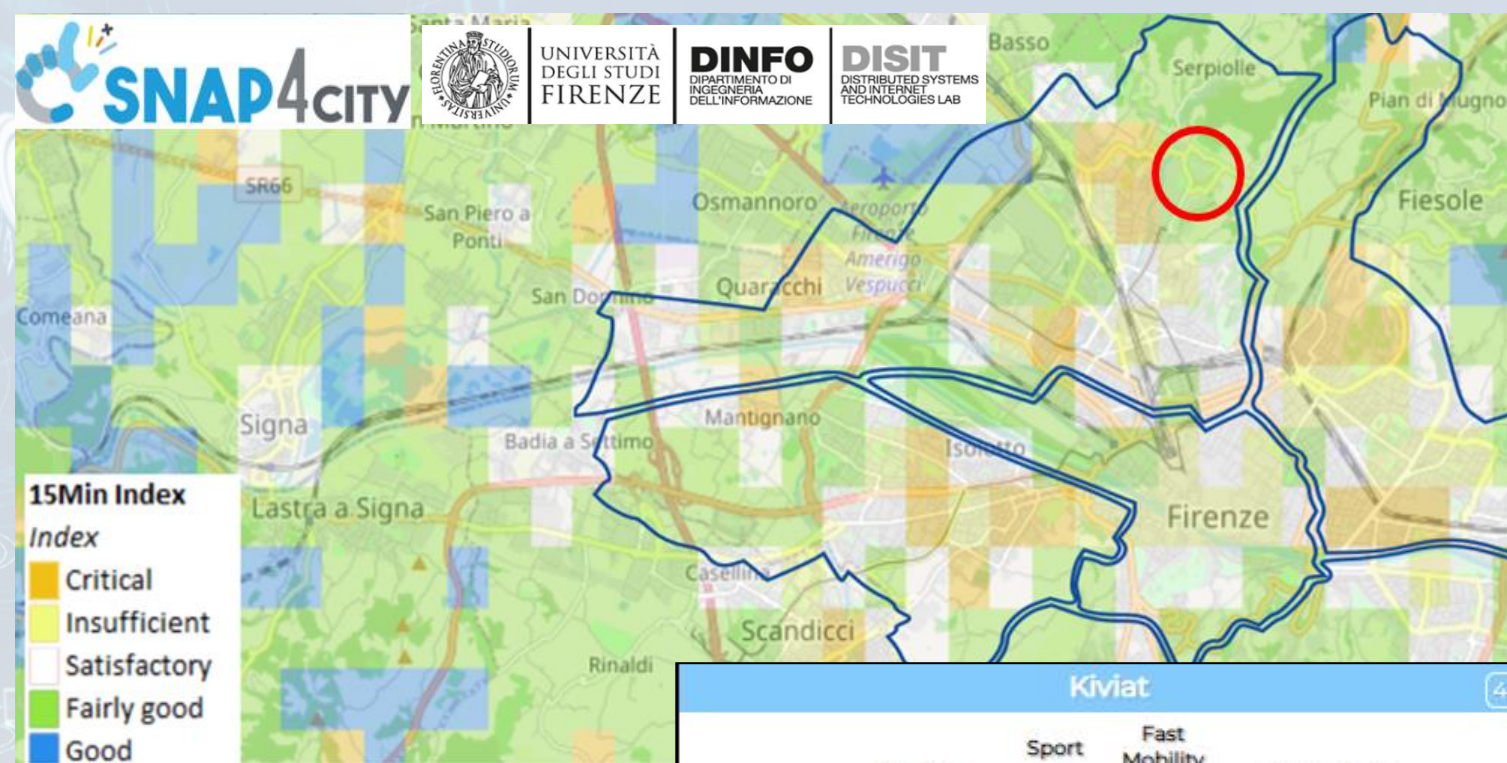 SNAP4CITY
UNIVERSITÀ
DEGLI STUDI
FIRENZE
DINFO
DIPARTIMENTO DI
INGEGNERIA
DELL'INFORMAZIONE
DISIT
DISTRIBUTED SYSTEMS
AND INTERNET
TECHNOLOGIES LAB
Santa Maria
Basso
Serpiolle
Pian di Mugno
SR66
San Piero a
Ponti
Osmannoro
Aeroporto
Firenze
Amerigo
Vespucci
Fiesole
Quaracchi
San Donnino
Comeana
Signa
Mantignano
Badia a Settimo
Isolotto
Lastra a Signa
Firenze
Casellina
Scandicci
Rinaldi
15Min Index
Index
Critical
Insufficient
Satisfactory
Fairly good
Good
Kiviat
4
Sport
Fast
Mobility